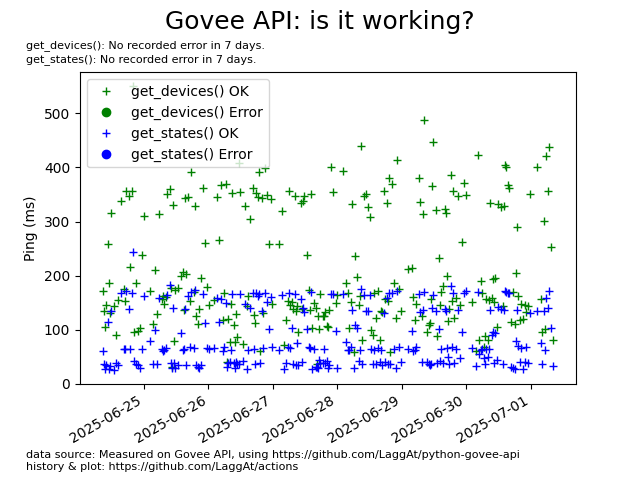 Govee API: is it working?
get_devices(): No recorded error in 7 days.
get_states(): No recorded error in 7 days.
get_devices() OK
get_devices() Error
get_states() OK
get_states() Error
Ping (ms)
500
400
300
200
100
0
2025-06-25
2025-06-26
2025-06-27
2025-06-28
2025-06-29
2025-06-30
2025-07-01
data source: Measured on Govee API, using https://github.com/LaggAt/python-govee-api
history & plot: https://github.com/LaggAt/actions